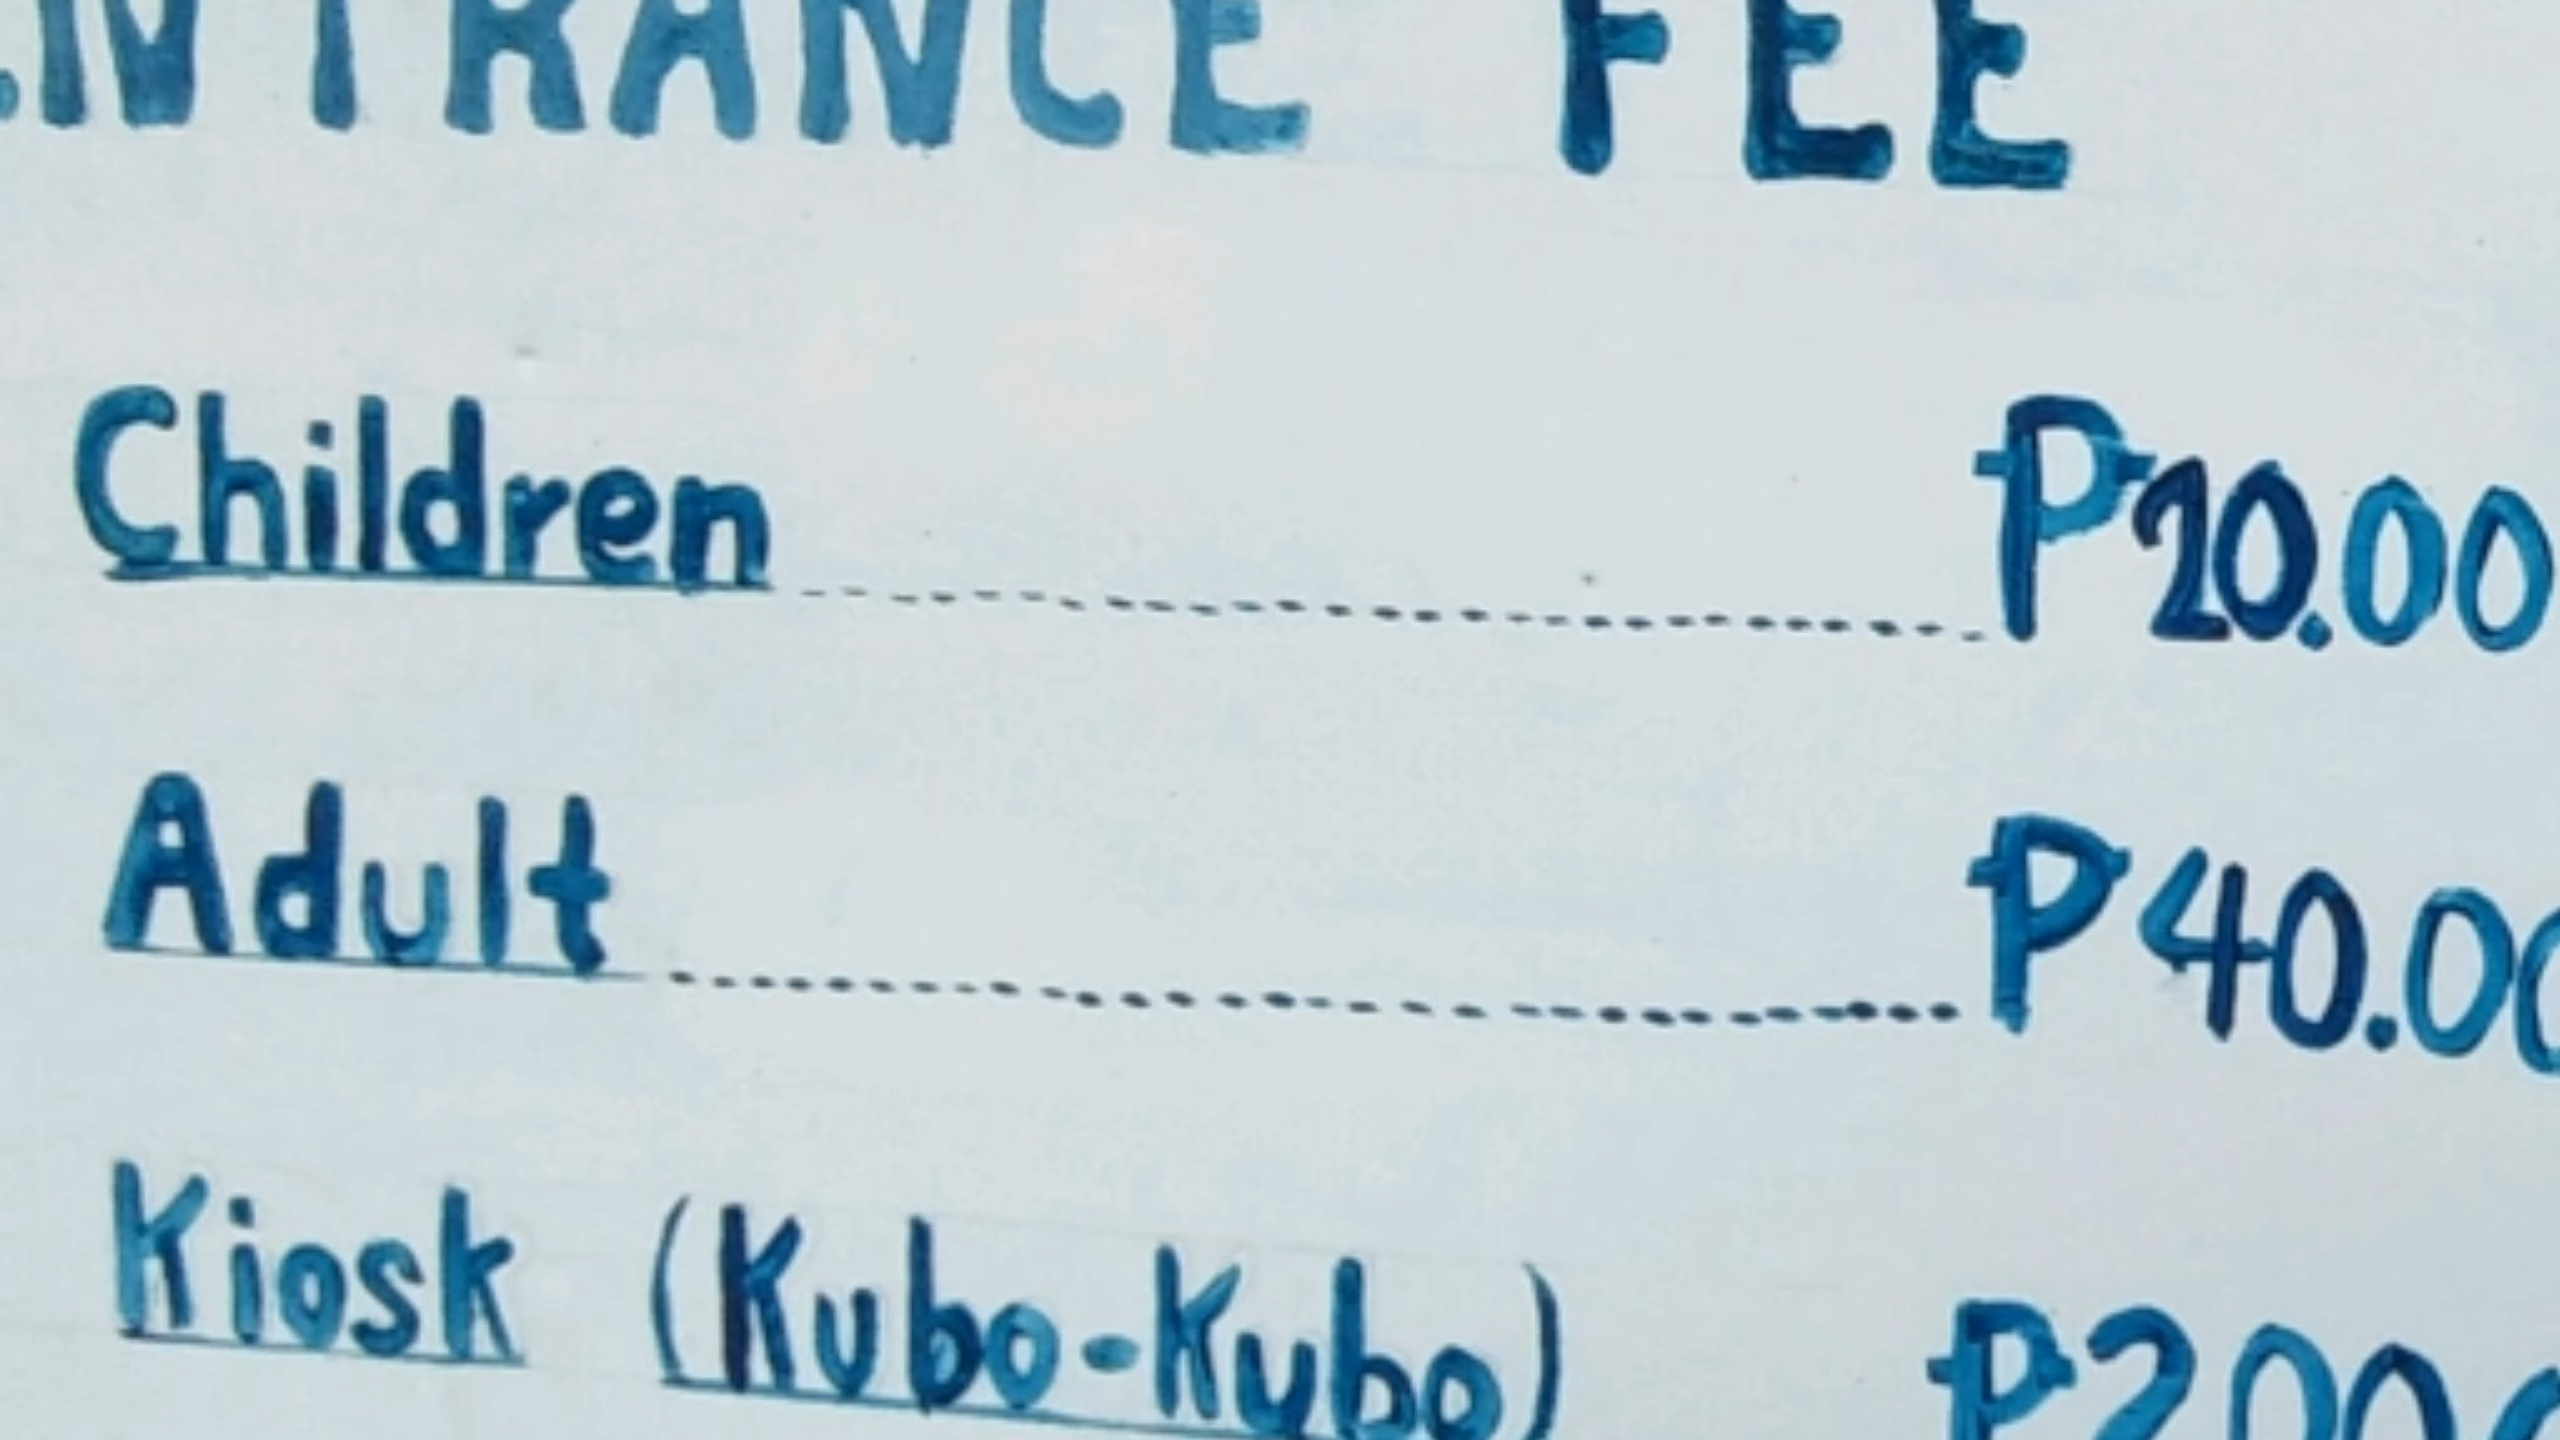 ENTRANCE FEE
Children ₱20.00
Adult ₱40.00
Kiosk (Kubo-Kubo)